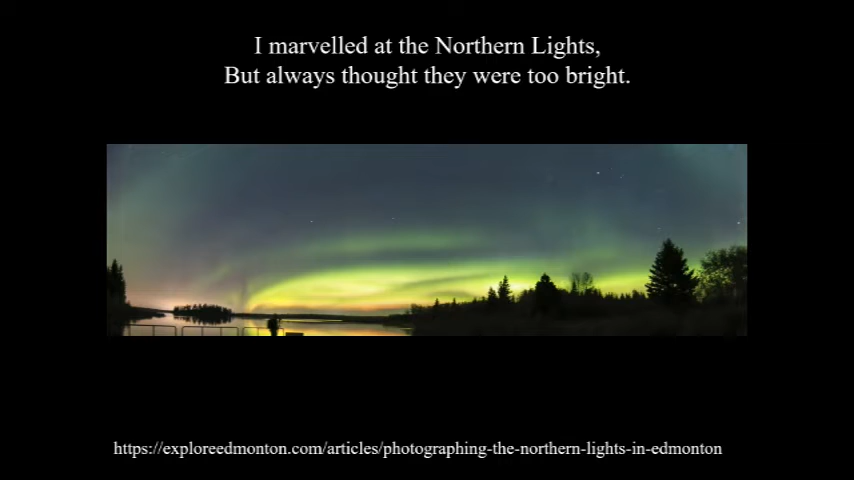 I marvelled at the Northern Lights,
But always thought they were too bright.
https://exploreedmonton.com/articles/photographing-the-northern-lights-in-edmonton